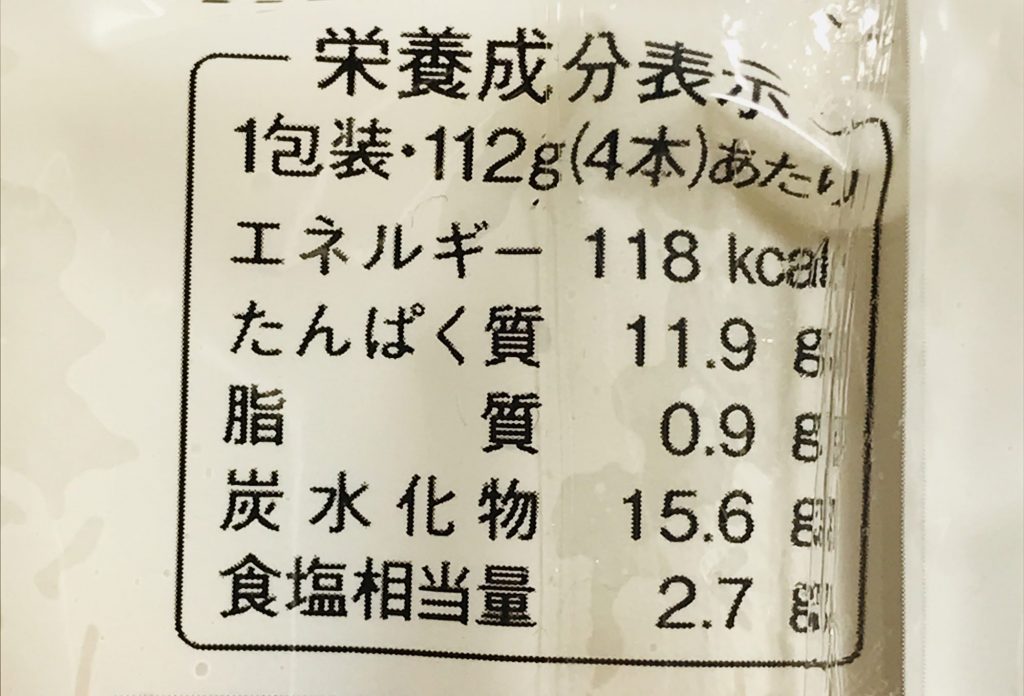 栄養成分表示
1包装・112g(4本)あたり
エネルギー 118 kcal
たんぱく質 11.9 g
脂質 0.9 g
炭水化物 15.6 g
食塩相当量 2.7 g